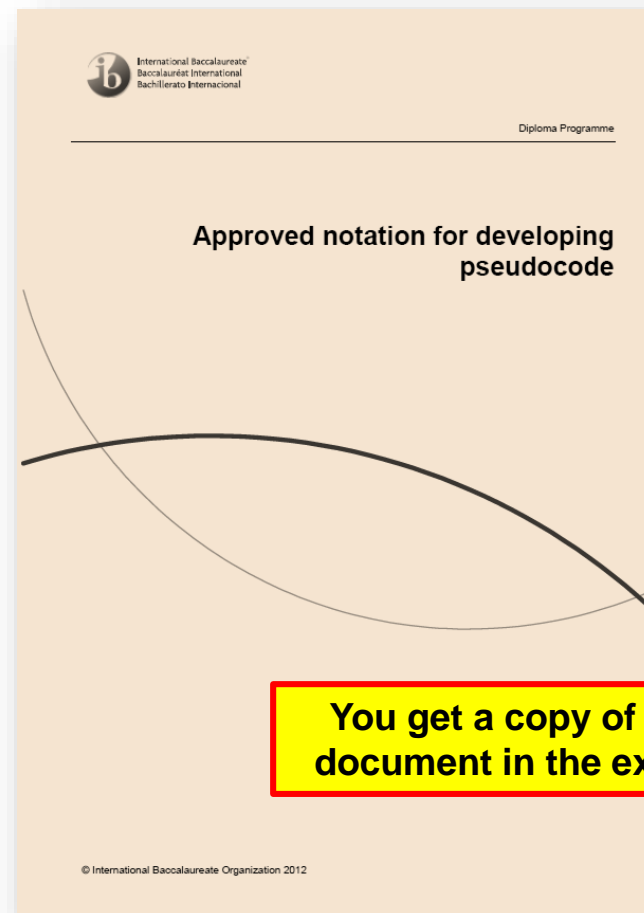 ib
International Baccalaureate®
Baccalauréat International
Bachillerato Internacional
Diploma Programme
Approved notation for developing
pseudocode
You get a copy of
document in the ex
© International Baccalaureate Organization 2012